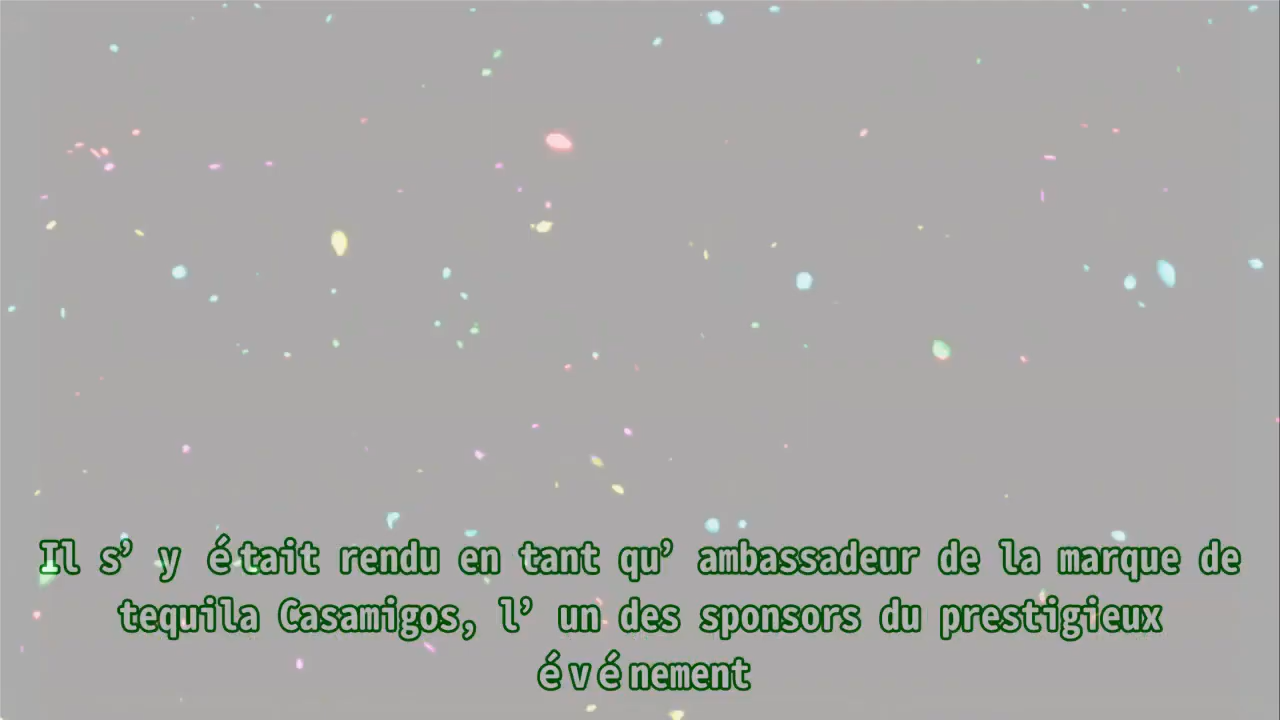 Il s’ y était rendu en tant qu’ ambassadeur de la marque de
tequila Casamigos, l’ un des sponsors du prestigieux
événement